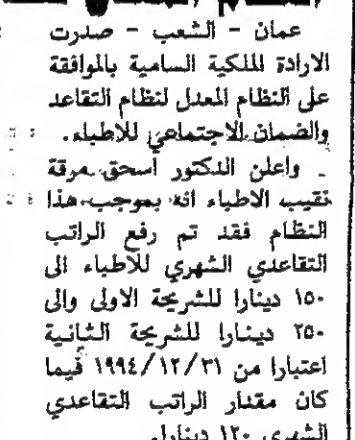 عمان - الشعب - صدرت
الارادة الملكية السامية بالموافقة
على النظام المعدل لنظام التقاعد
والضمان الاجتماعي للاطباء.
واعلن الدكتور اسحق مرقة
نقيب الاطباء انه بموجب هذا
النظام فقد تم رفع الراتب
التقاعدي الشهري للاطباء الى
١٥٠ دينارا للشريحة الاولى والى
٢٥٠ دينارا للشريحة الثانية
اعتبارا من ١٩٩٤/١٢/٣١ فيما
كان مقدار الراتب التقاعدي
الشهري ١٢٠ دينارا.